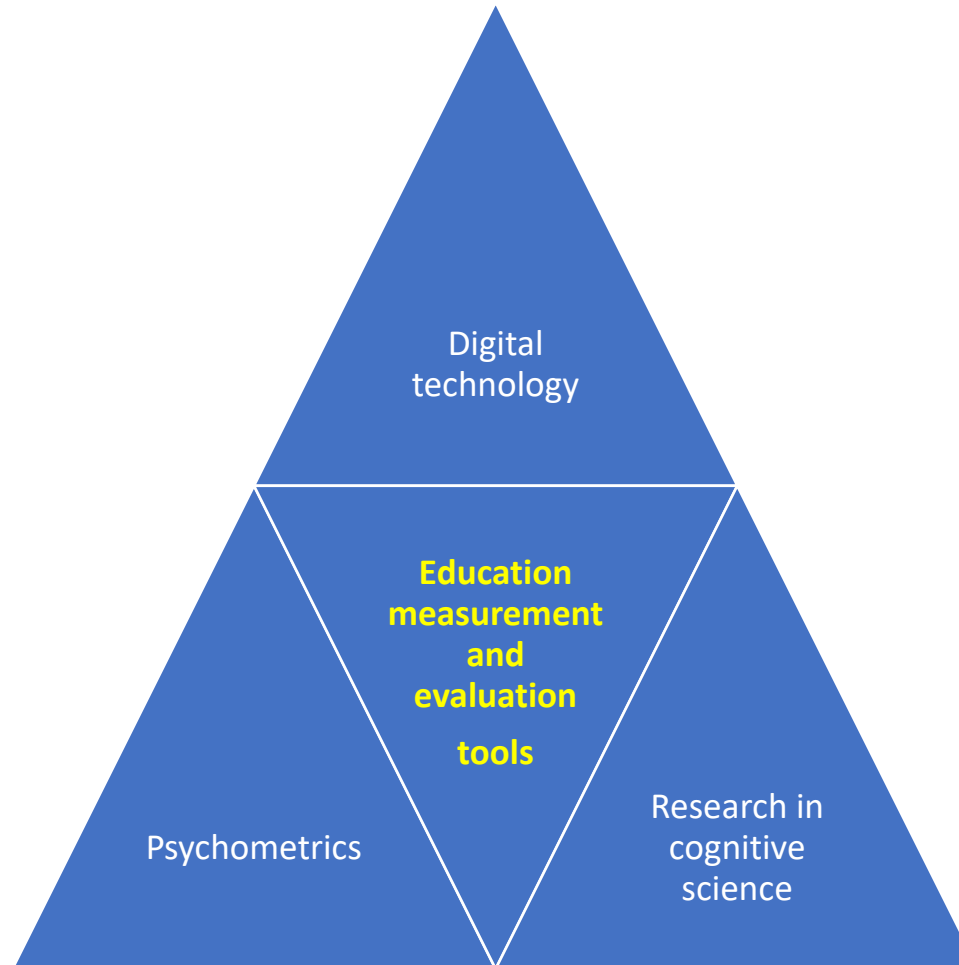 Digital
technology
Education
measurement
and
evaluation
tools
Psychometrics
Research in
cognitive
science